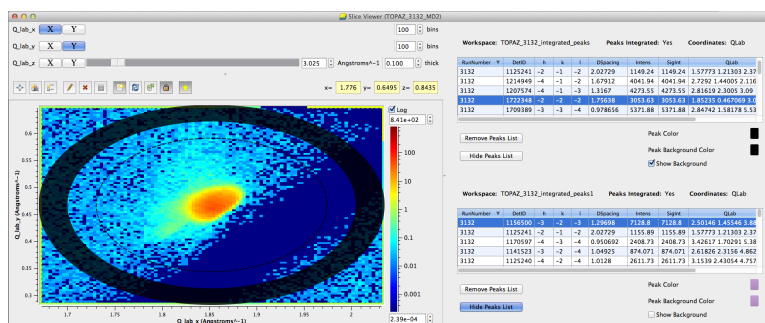 Slice Viewer (TOPAZ_3132_MD2)
Q_lab_x X Y 100 bins
Q_lab_y X Y 100 bins
Q_lab_z X Y 3.025 Angstroms^-1 0.100 thick
x= 1.776 y= 0.6495 z= 0.8435
Log
8.41e+02
100
10
1
0.1
0.01
0.001
2.39e-04
Q_lab_y (Angstroms^-1)
0.6
0.55
0.5
0.45
0.4
0.35
0.3
1.7 1.75 1.8 1.85 1.9 1.95 2
Q_lab_x (Angstroms^-1)
Workspace: TOPAZ_3132_integrated_peaks Peaks Integrated: Yes Coordinates: QLab
RunNumber DetID h k l DSpacing Intens SigInt QLab
3132 1125241 -2 -1 -2 2.02729 1149.24 1149.24 1.57773 1.21303 2.37
3132 1214949 -4 -1 -2 1.67912 4041.94 4041.94 2.7292 1.44005 2.116
3132 1207574 -4 -1 -3 1.3167 4273.55 4273.55 2.81619 2.3005 3.09
3132 1722348 -2 -2 -2 1.75638 3053.63 3053.63 1.85235 0.467069 3.0
3132 1709389 -3 -3 -4 0.978656 5371.88 5371.88 2.84742 1.58178 5.53
Remove Peaks List
Hide Peaks List
Peak Color
Peak Background Color
Show Background
Workspace: TOPAZ_3132_integrated_peaks1 Peaks Integrated: Yes Coordinates: QLab
RunNumber DetID h k l DSpacing Intens SigInt QLab
3132 1156500 -3 -2 -3 1.29698 7128.8 7128.8 2.50146 1.45546 3.88
3132 1125241 -2 -1 -2 2.02729 1155.89 1155.89 1.57773 1.21303 2.37
3132 1170597 -4 -3 -4 0.950692 2408.73 2408.73 3.42617 1.70291 5.38
3132 1141523 -3 -2 -4 1.04925 874.071 874.071 2.61826 2.3156 4.862
3132 1125240 -4 -2 -4 1.0128 2611.73 2611.73 3.1539 2.43054 4.757
Remove Peaks List
Hide Peaks List
Peak Color
Peak Background Color
Show Background